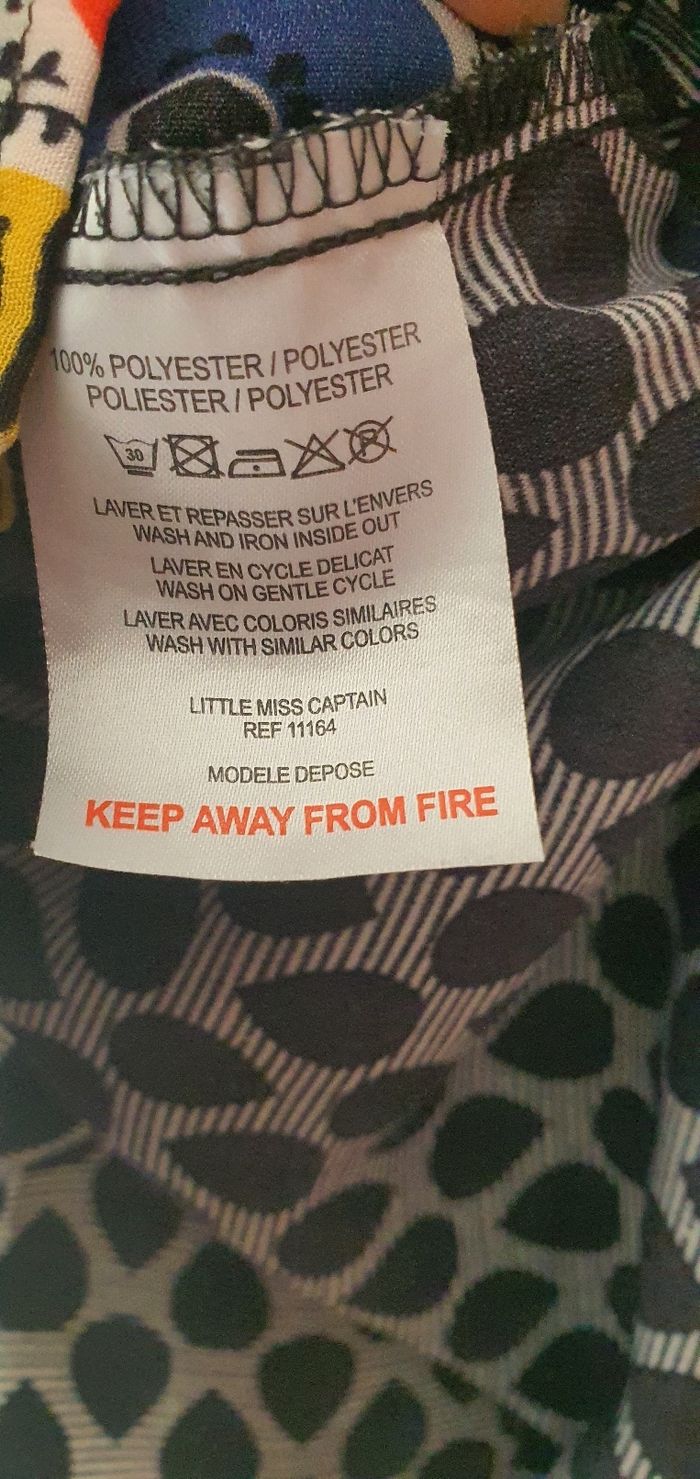 100% POLYESTER / POLYESTER
POLIESTER / POLYESTER
30
P
LAVER ET REPASSER SUR L'ENVERS
WASH AND IRON INSIDE OUT
LAVER EN CYCLE DELICAT
WASH ON GENTLE CYCLE
LAVER AVEC COLORIS SIMILAIRES
WASH WITH SIMILAR COLORS
LITTLE MISS CAPTAIN
REF 11164
MODELE DEPOSE
KEEP AWAY FROM FIRE